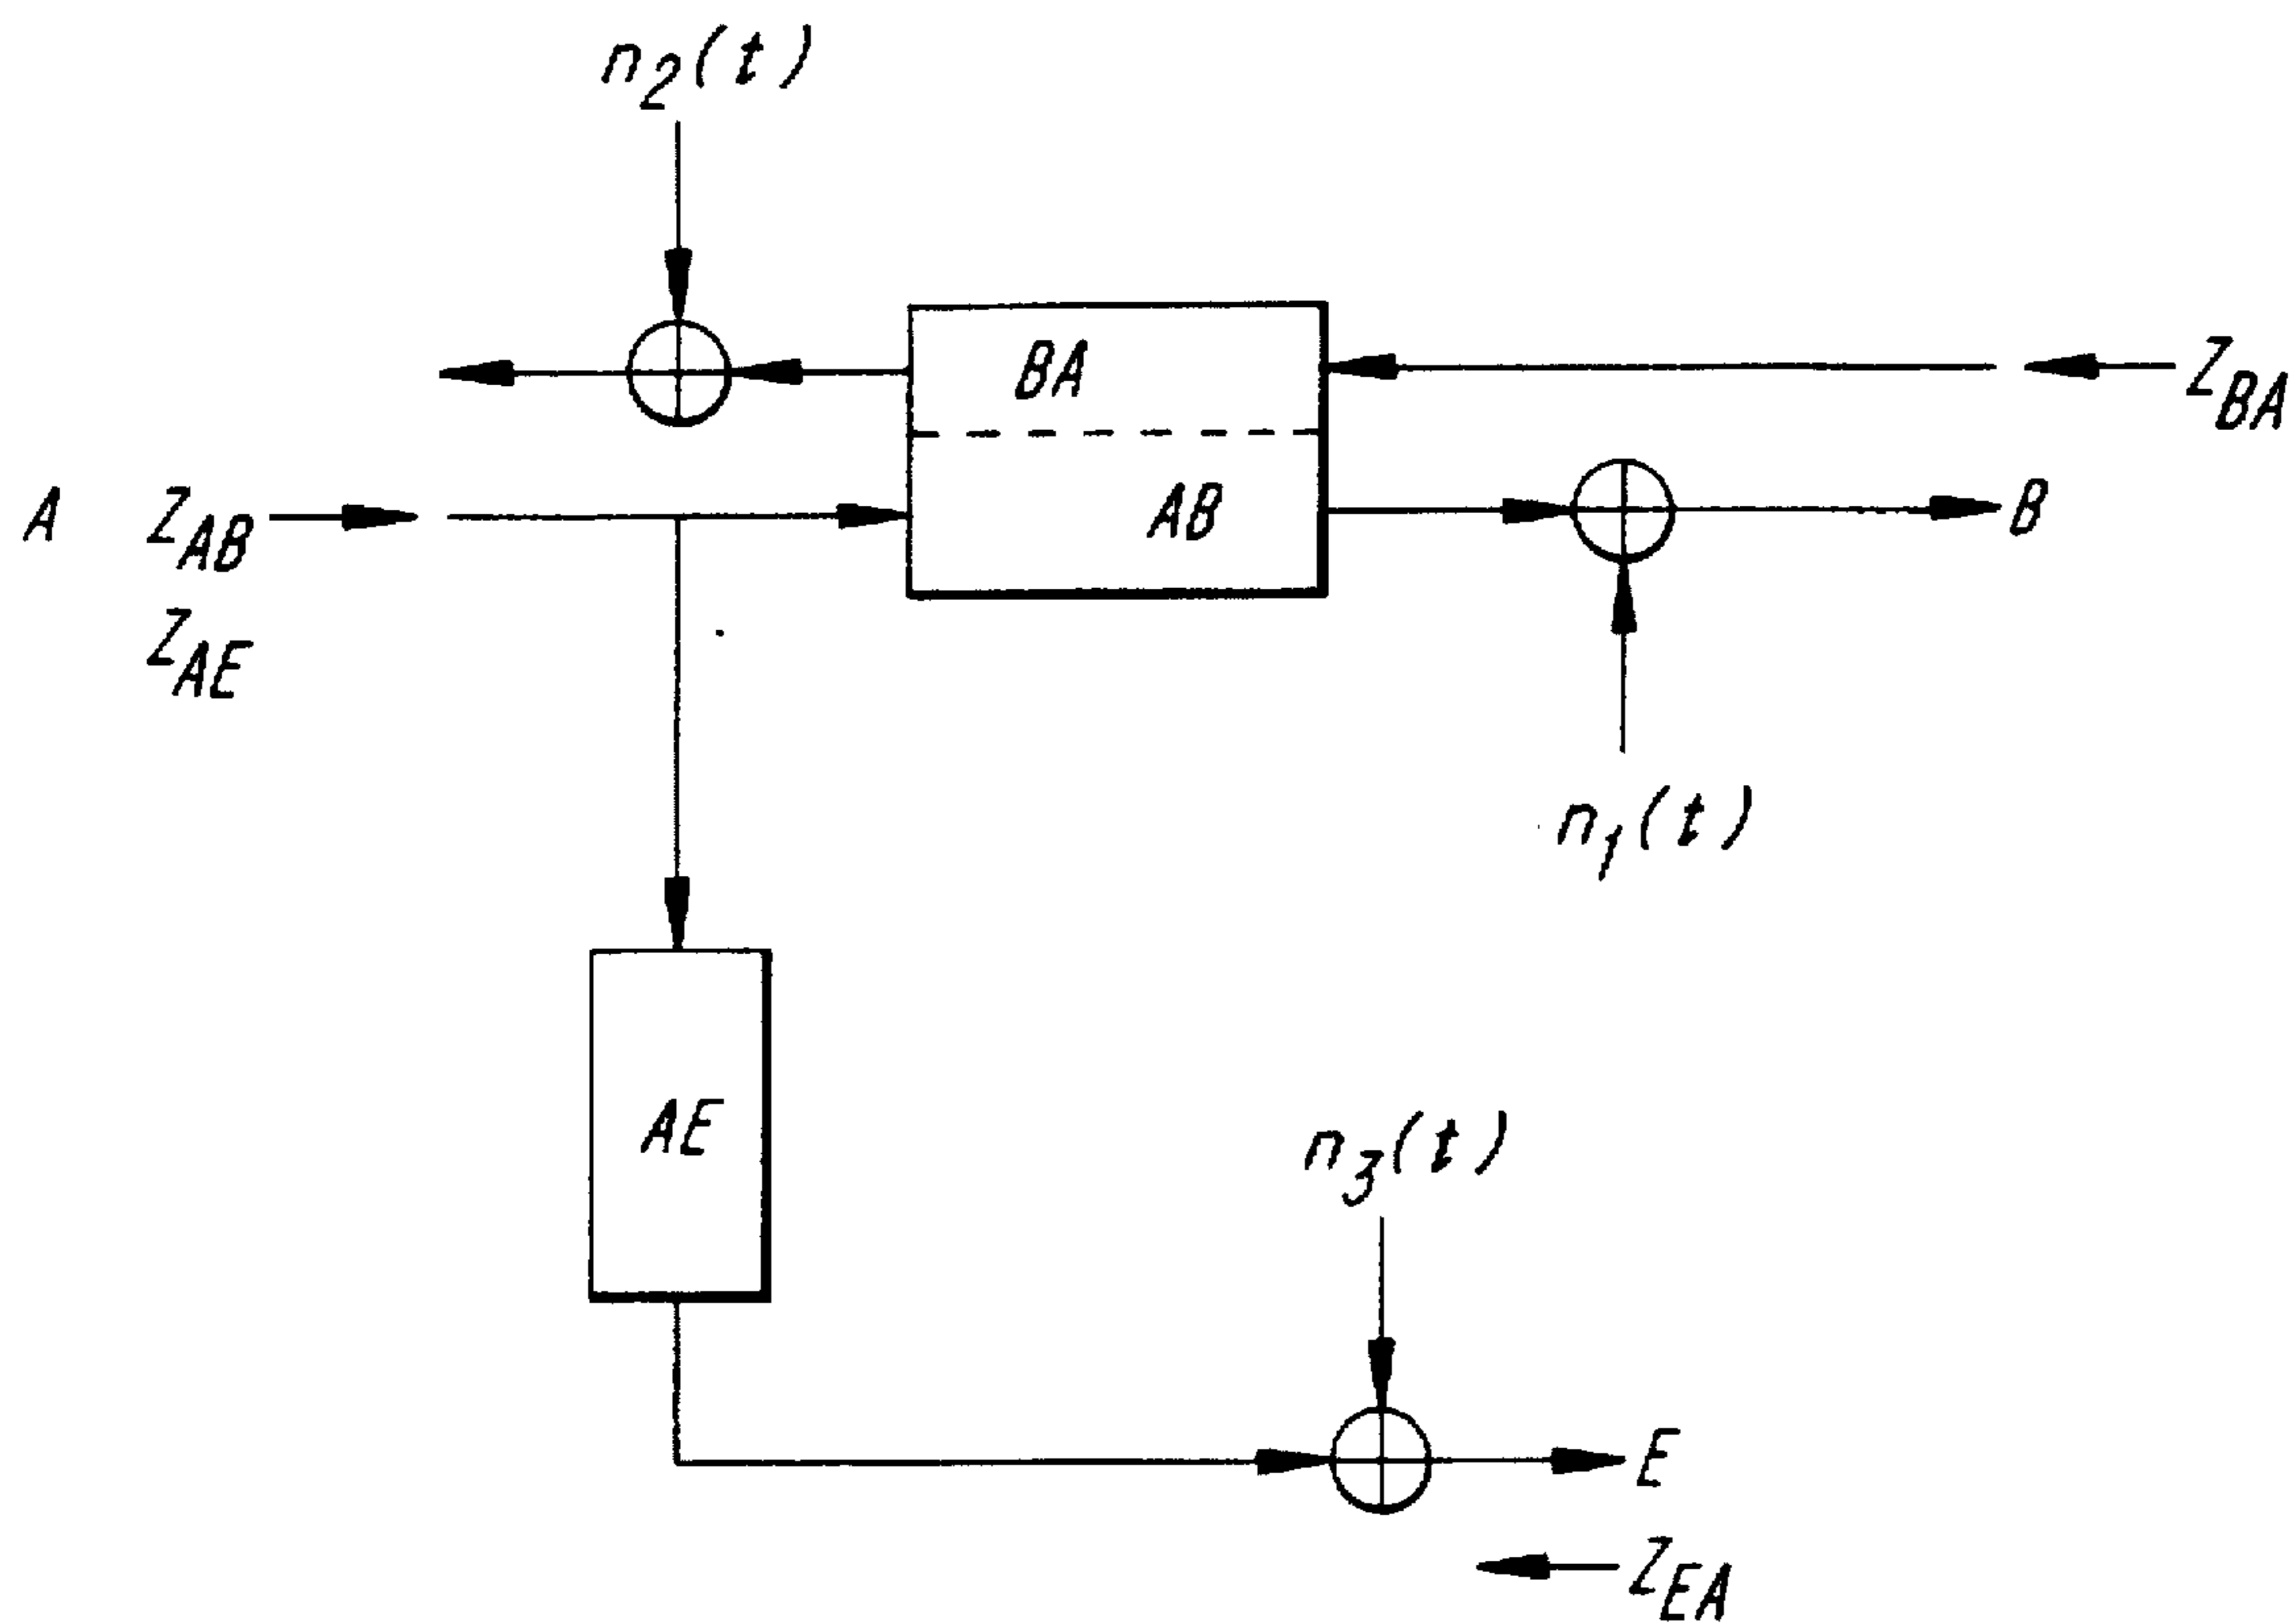 n₂(t)
BA
Z_BA
A Z_AB
AB
B
Z_AE
n₁(t)
AE
n₃(t)
E
Z_EA